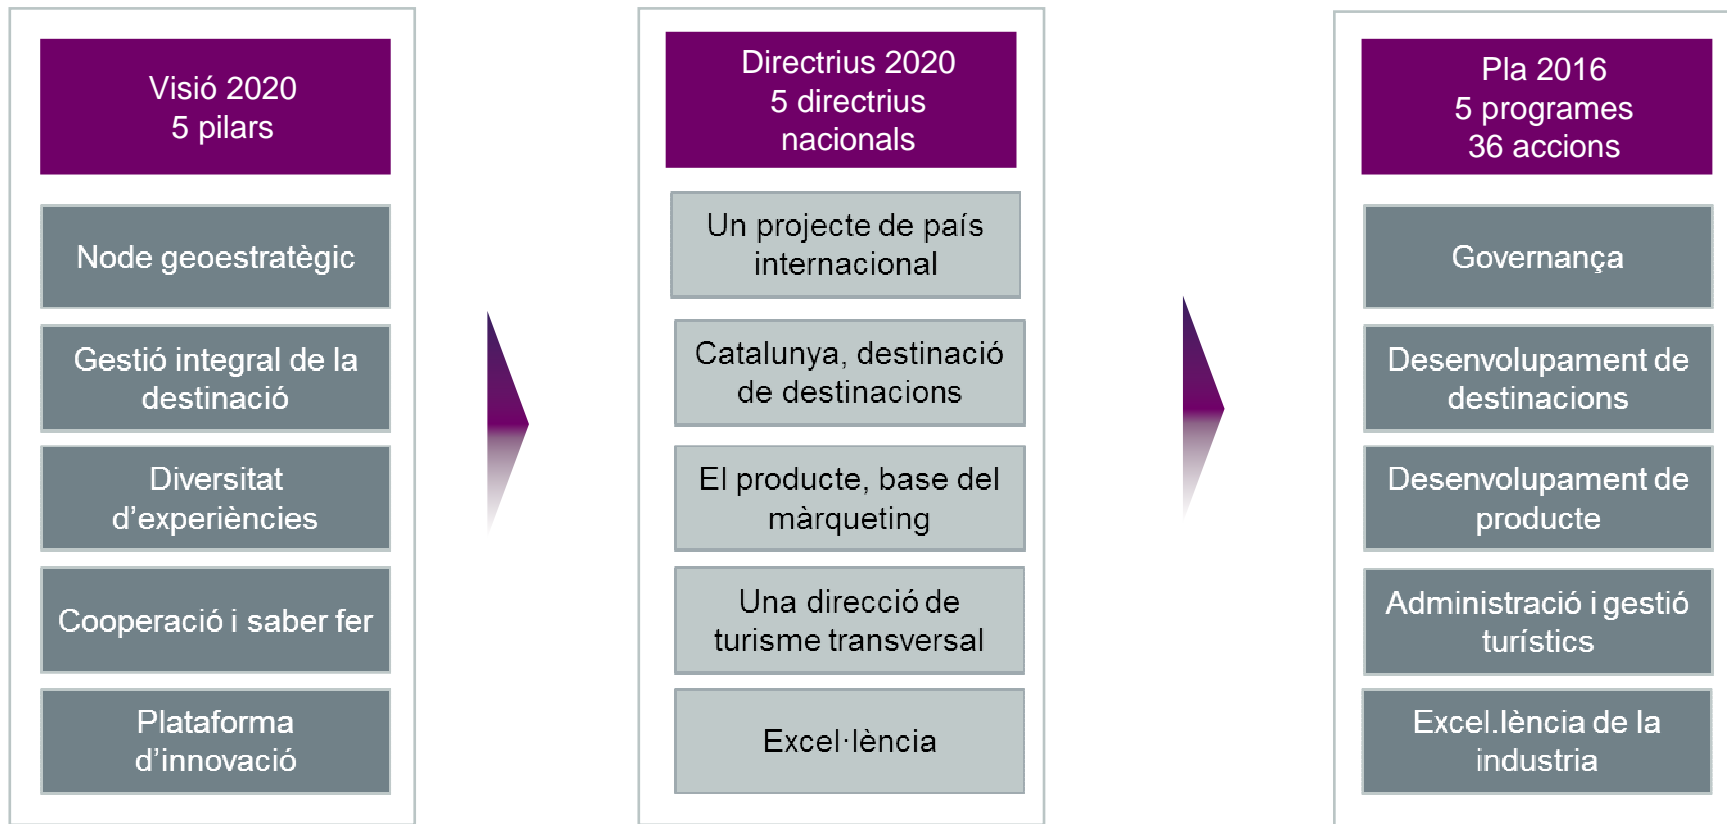 Visió 2020
5 pilars
Node geoestratègic
Gestió integral de la
destinació
Diversitat
d’experiències
Cooperació i saber fer
Plataforma
d’innovació
Directrius 2020
5 directrius
nacionals
Un projecte de país
internacional
Catalunya, destinació
de destinacions
El producte, base del
màrqueting
Una direcció de
turisme transversal
Excel·lència
Pla 2016
5 programes
36 accions
Governança
Desenvolupament de
destinacions
Desenvolupament de
producte
Administració i gestió
turístics
Excel.lència de la
industria